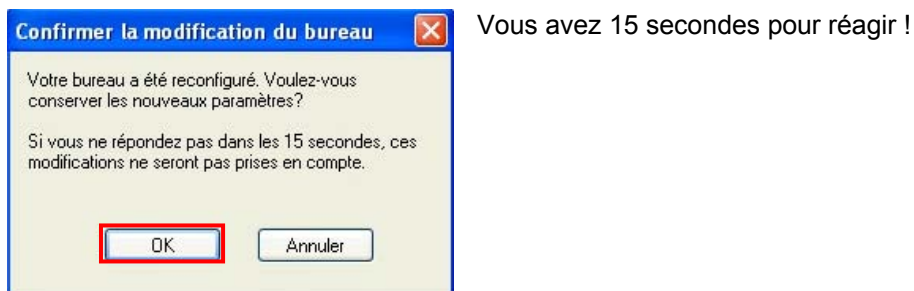 Confirmer la modification du bureau
Vous avez 15 secondes pour réagir !
Votre bureau a été reconfiguré. Voulez-vous
conserver les nouveaux paramètres?
Si vous ne répondez pas dans les 15 secondes, ces
modifications ne seront pas prises en compte.
OK
Annuler